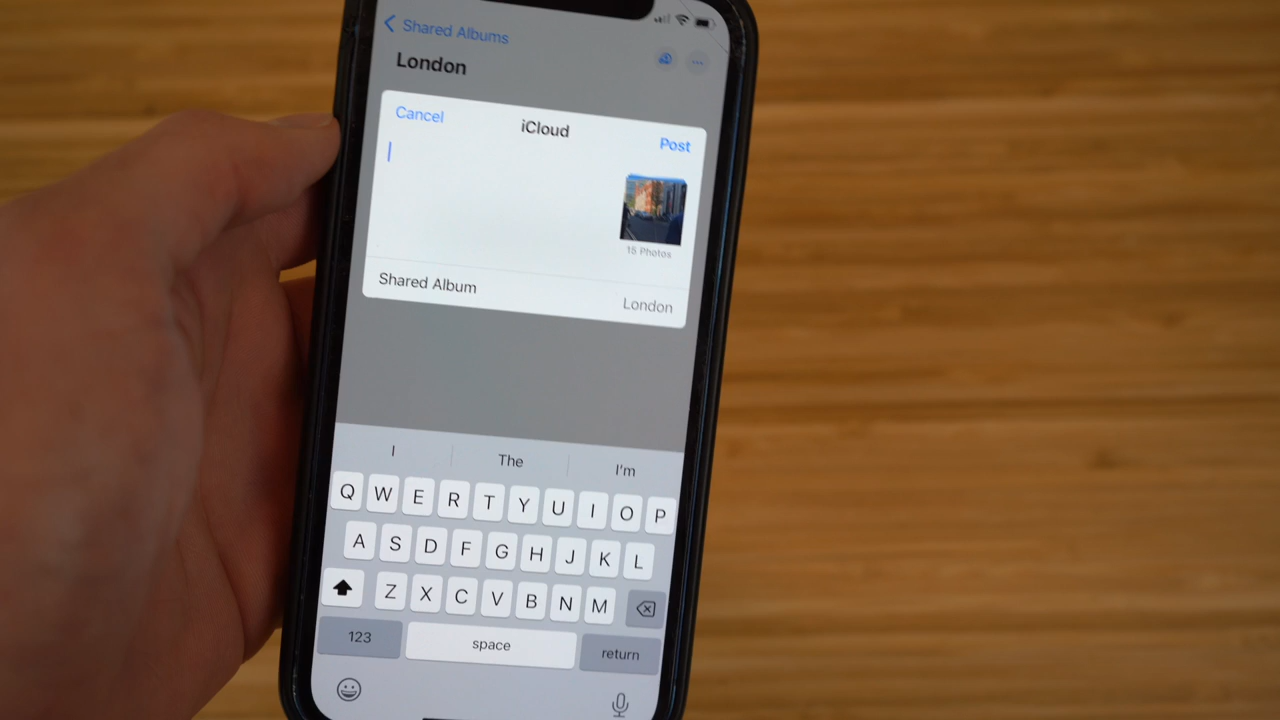 Shared Albums
London
Cancel
iCloud
Post
15 Photos
Shared Album
London
I
The
I'm
Q W E R T Y U I O P
A S D F G H J K L
Z X C V B N M
123
space
return